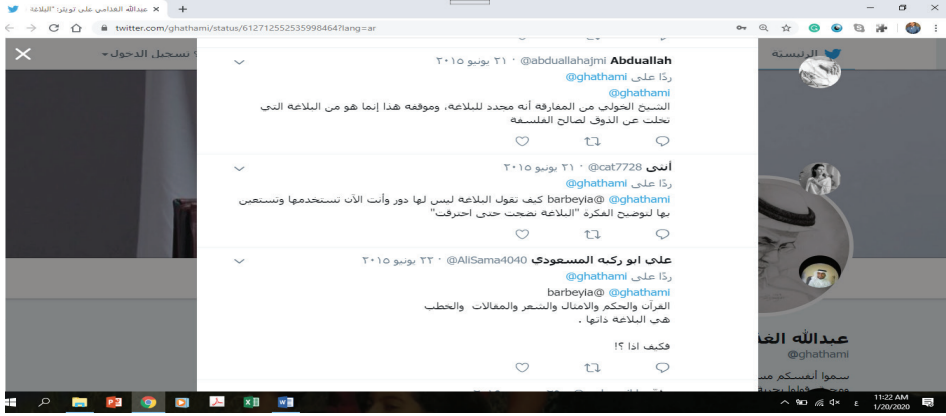 عبدالله الغذامي على تويتر: "البلاغة
twitter.com/ghathami/status/612712552535998464?lang=ar
الرئيسية
تسجيل الدخول
Abduallah @abduallahajmi · ٢١ يونيو ٢٠١٥
ردًا على @ghathami
@ghathami
الشيخ الخولي من المفارقة أنه مجدد للبلاغة، وموقفه هذا إنما هو من البلاغة التي
تخلت عن الذوق لصالح الفلسفة
أنثى @cat7728 · ٢١ يونيو ٢٠١٥
ردًا على @ghathami
@ghathami @barbeyia كيف تقول البلاغة ليس لها دور وأنت الآن تستخدمها وتستعين
بها لتوضيح الفكرة "البلاغة نضجت حتى احترقت"
علي ابو ركبه المسعودي @AliSama4040 · ٢٢ يونيو ٢٠١٥
ردًا على @ghathami
@ghathami @barbeyia
القرآن والحكم والامثال والشعر والمقالات والخطب
هي البلاغة ذاتها .
فكيف اذا ؟!
عبدالله الغذ
@ghathami
سموا أنفسكم
11:22 AM
1/20/2020